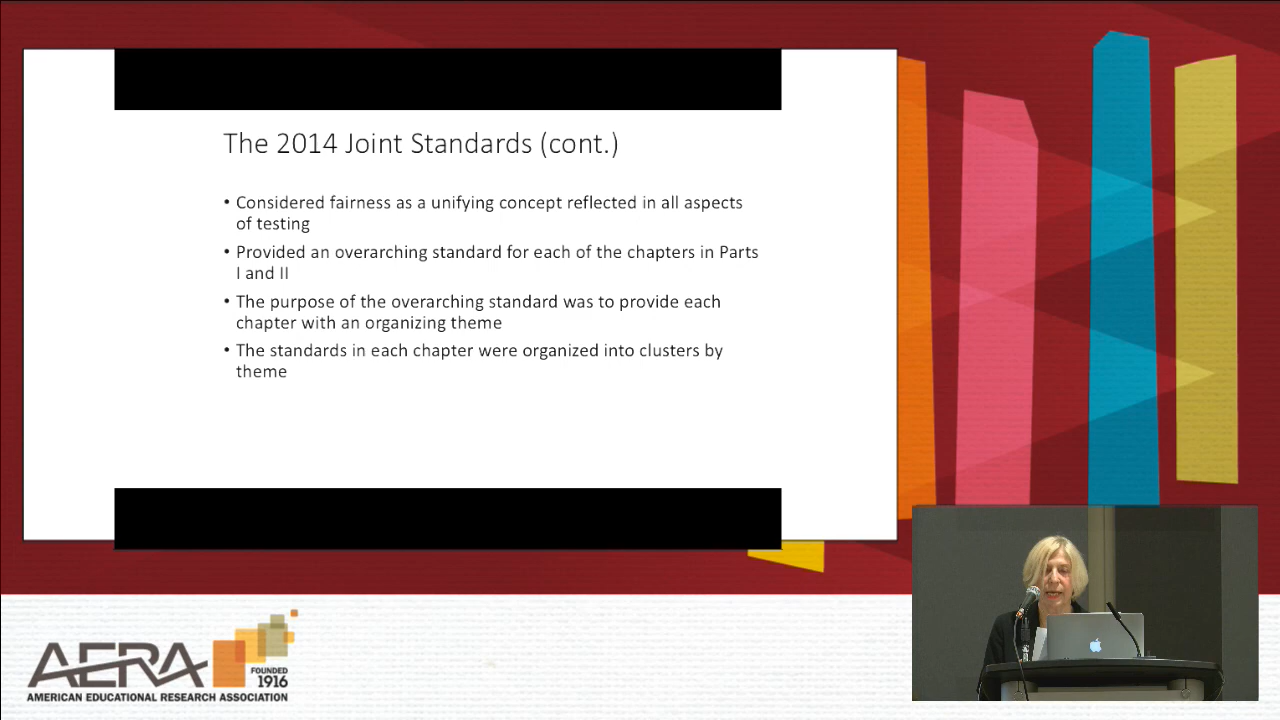 The 2014 Joint Standards (cont.)
• Considered fairness as a unifying concept reflected in all aspects
of testing
• Provided an overarching standard for each of the chapters in Parts
I and II
• The purpose of the overarching standard was to provide each
chapter with an organizing theme
• The standards in each chapter were organized into clusters by
theme
AERA
FOUNDED
1916
AMERICAN EDUCATIONAL RESEARCH ASSOCIATION